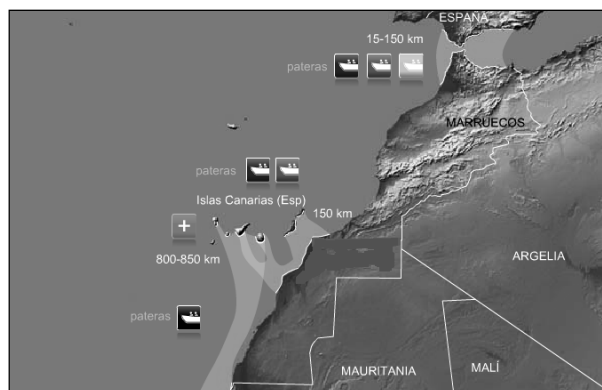 ESPAÑA
15-150 km
pateras
MARRUECOS
pateras
Islas Canarias (Esp)
150 km
800-850 km
ARGELIA
pateras
MAURITANIA
MALÍ